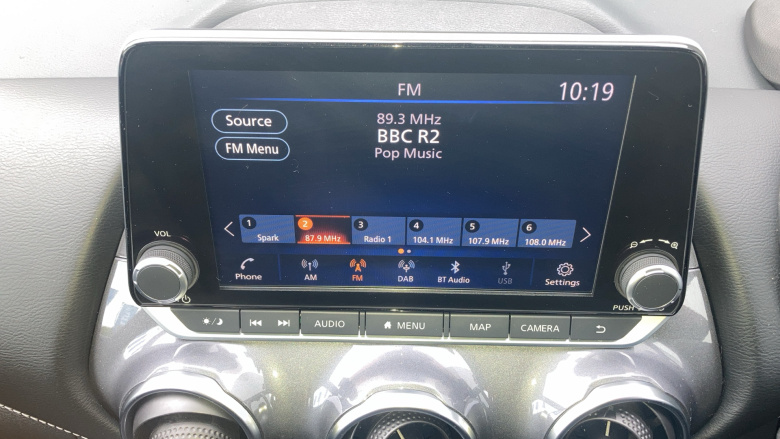 FM 10:19
Source
89.3 MHz
BBC R2
FM Menu
Pop Music
1 2 3 4 5 6
Spark 87.9 MHz Radio 1 104.1 MHz 107.9 MHz 108.0 MHz
VOL
Phone AM FM DAB BT Audio USB Settings
PUSH
AUDIO MENU MAP CAMERA